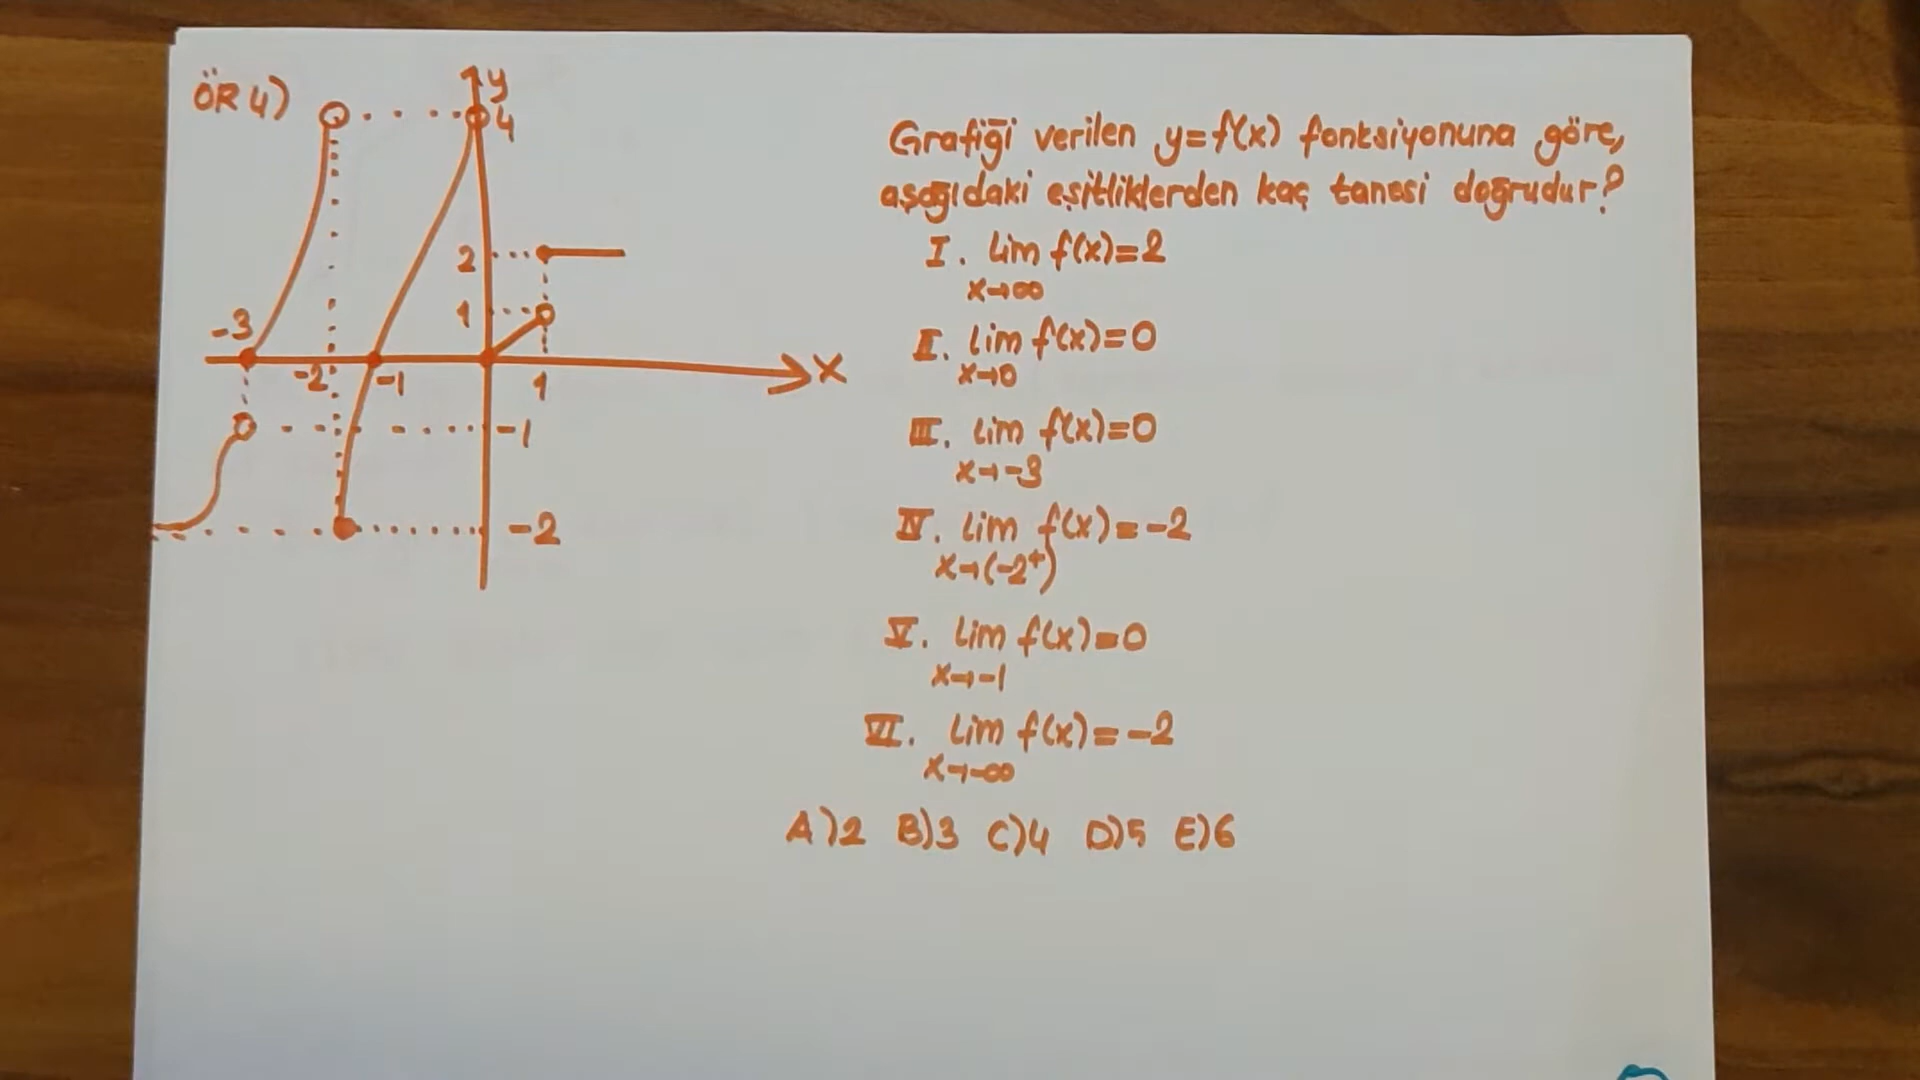 ÖR 4)
y
4
2
1
-3
-2
-1
1
x
-1
-2
Grafiği verilen y=f(x) fonksiyonuna göre,
aşağıdaki eşitliklerden kaç tanesi doğrudur?
I. lim f(x)=2
x→∞
II. lim f(x)=0
x→0
III. lim f(x)=0
x→-3
IV. lim f(x)=-2
x→(-2⁺)
V. lim f(x)=0
x→-1
VI. lim f(x)=-2
x→-∞
A)2 B)3 C)4 D)5 E)6